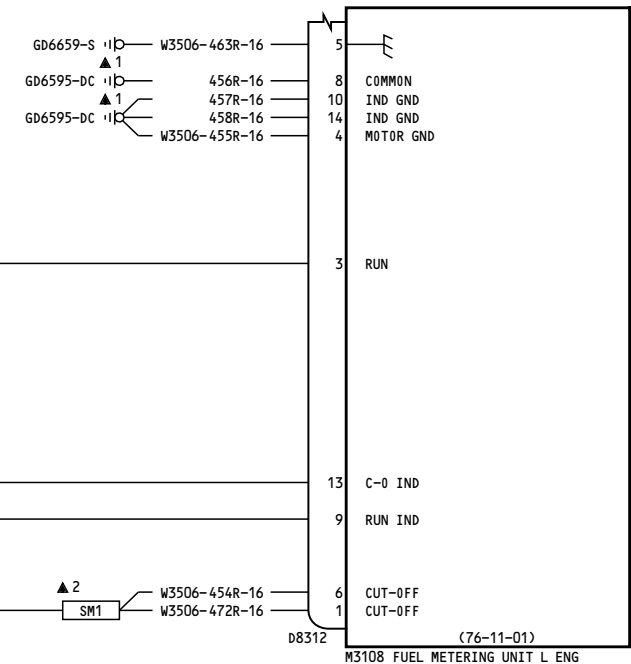 GD6659-S W3506-463R-16 5
1
GD6595-DC 456R-16 8 COMMON
1 457R-16 10 IND GND
GD6595-DC 458R-16 14 IND GND
W3506-455R-16 4 MOTOR GND
3 RUN
13 C-O IND
9 RUN IND
2 W3506-454R-16 6 CUT-OFF
SM1 W3506-472R-16 1 CUT-OFF
D8312 (76-11-01)
M3108 FUEL METERING UNIT L ENG